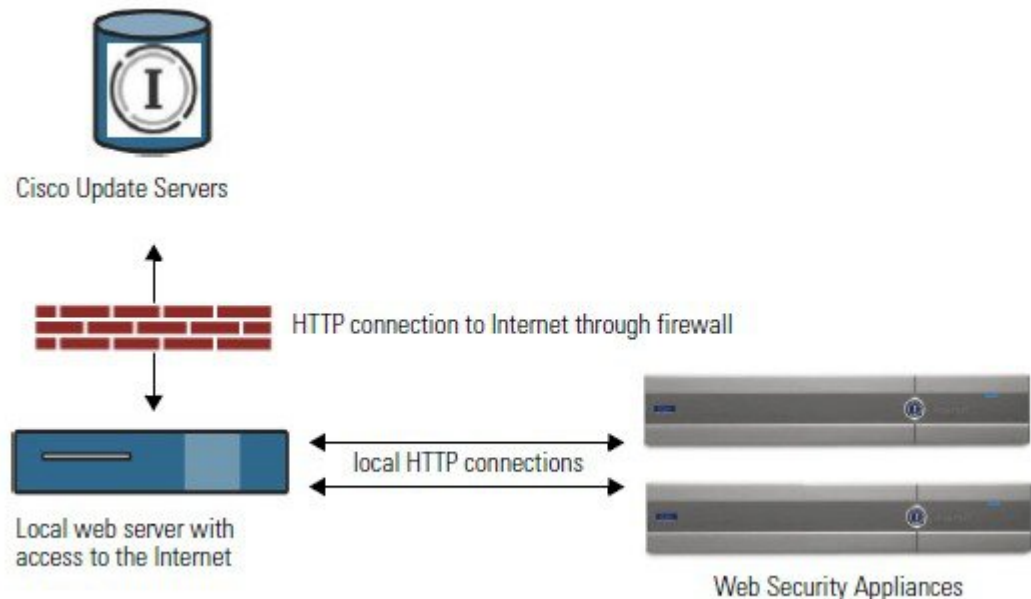 I
Cisco Update Servers
HTTP connection to Internet through firewall
local HTTP connections
I
I
Local web server with
access to the Internet
Web Security Appliances